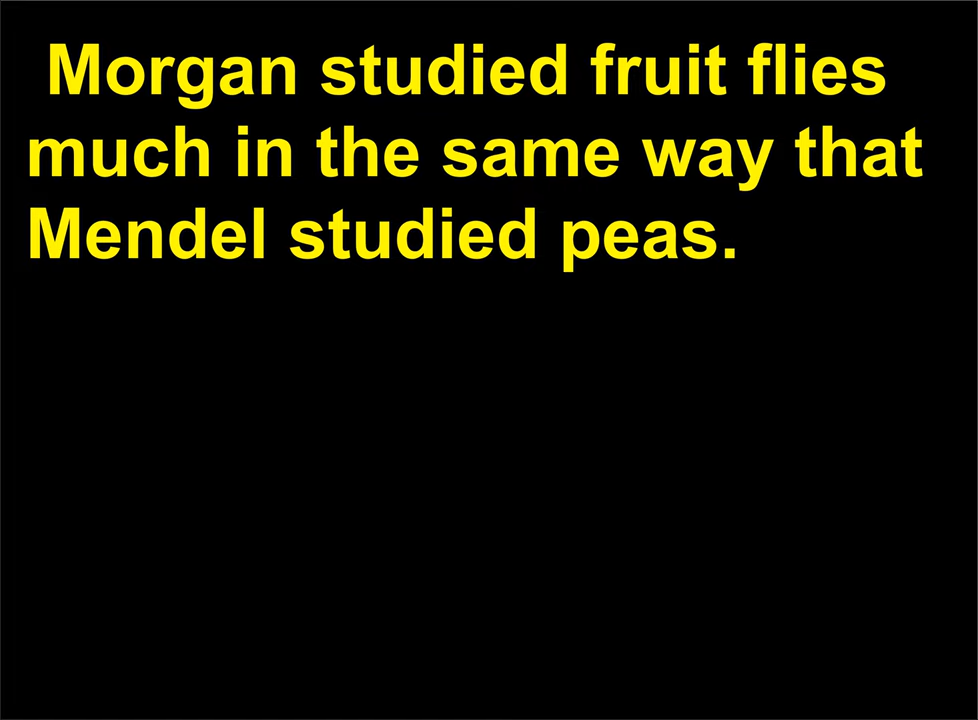 Morgan studied fruit flies
much in the same way that
Mendel studied peas.